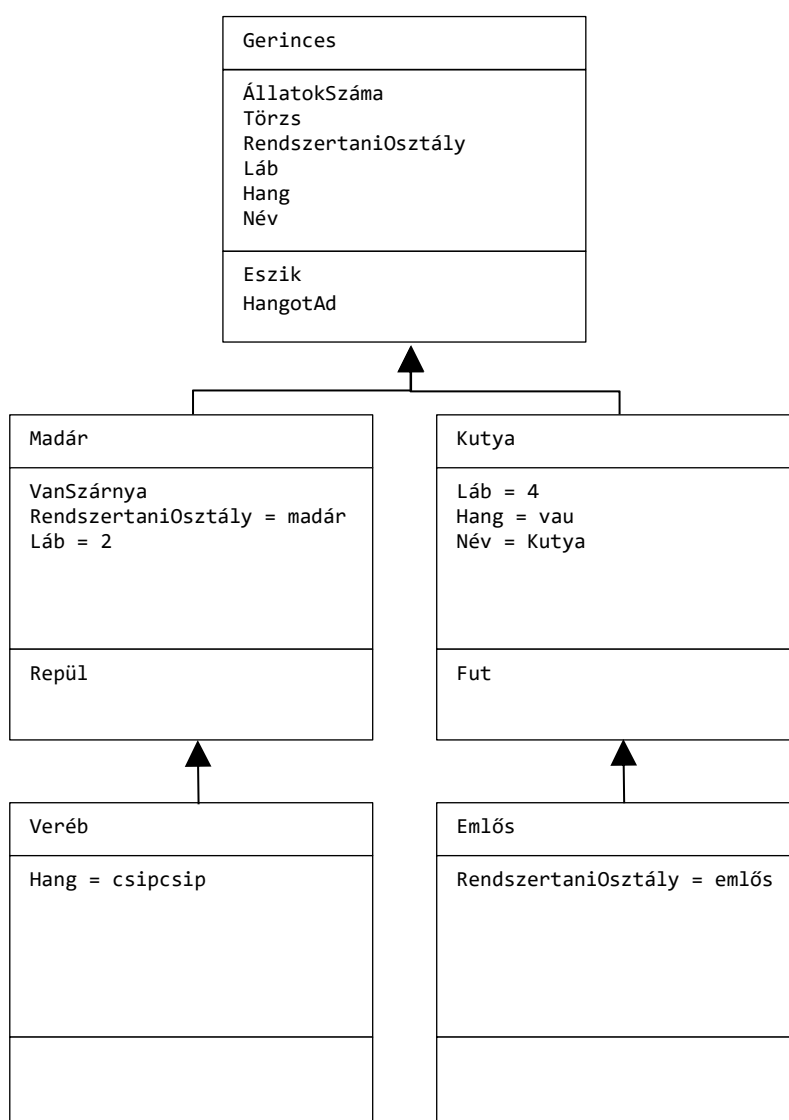 Gerinces
ÁllatokSzáma
Törzs
RendszertaniOsztály
Láb
Hang
Név
Eszik
HangotAd
Madár
VanSzárnya
RendszertaniOsztály = madár
Láb = 2
Repül
Kutya
Láb = 4
Hang = vau
Név = Kutya
Fut
Veréb
Hang = csipcsip
Emlős
RendszertaniOsztály = emlős